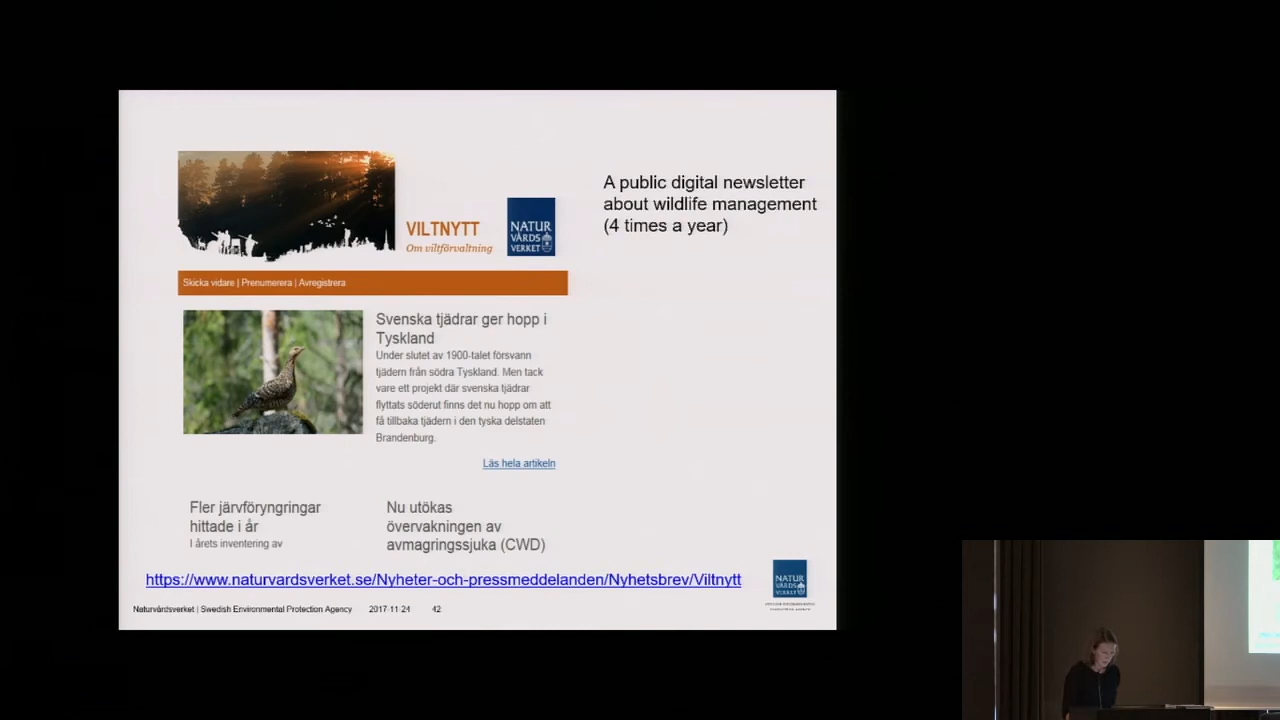 A public digital newsletter
about wildlife management
(4 times a year)
VILTNYTT
Om viltförvaltning
NATUR
VÅRDS
VERKET
Skicka vidare | Prenumerera | Avregistrera
Svenska tjädrar ger hopp i
Tyskland
Under slutet av 1900-talet försvann
tjädern från södra Tyskland. Men tack
vare ett projekt där svenska tjädrar
flyttats söderut finns det nu hopp om att
få tillbaka tjädern i den tyska delstaten
Brandenburg.
Läs hela artikeln
Fler järvföryngringar
hittade i år
I årets inventering av
Nu utökas
övervakningen av
avmagringssjuka (CWD)
https://www.naturvardsverket.se/Nyheter-och-pressmeddelanden/Nyhetsbrev/Viltnytt
Naturvårdsverket | Swedish Environmental Protection Agency 2017-11-24 42
NATUR
VÅRDS
VERKET